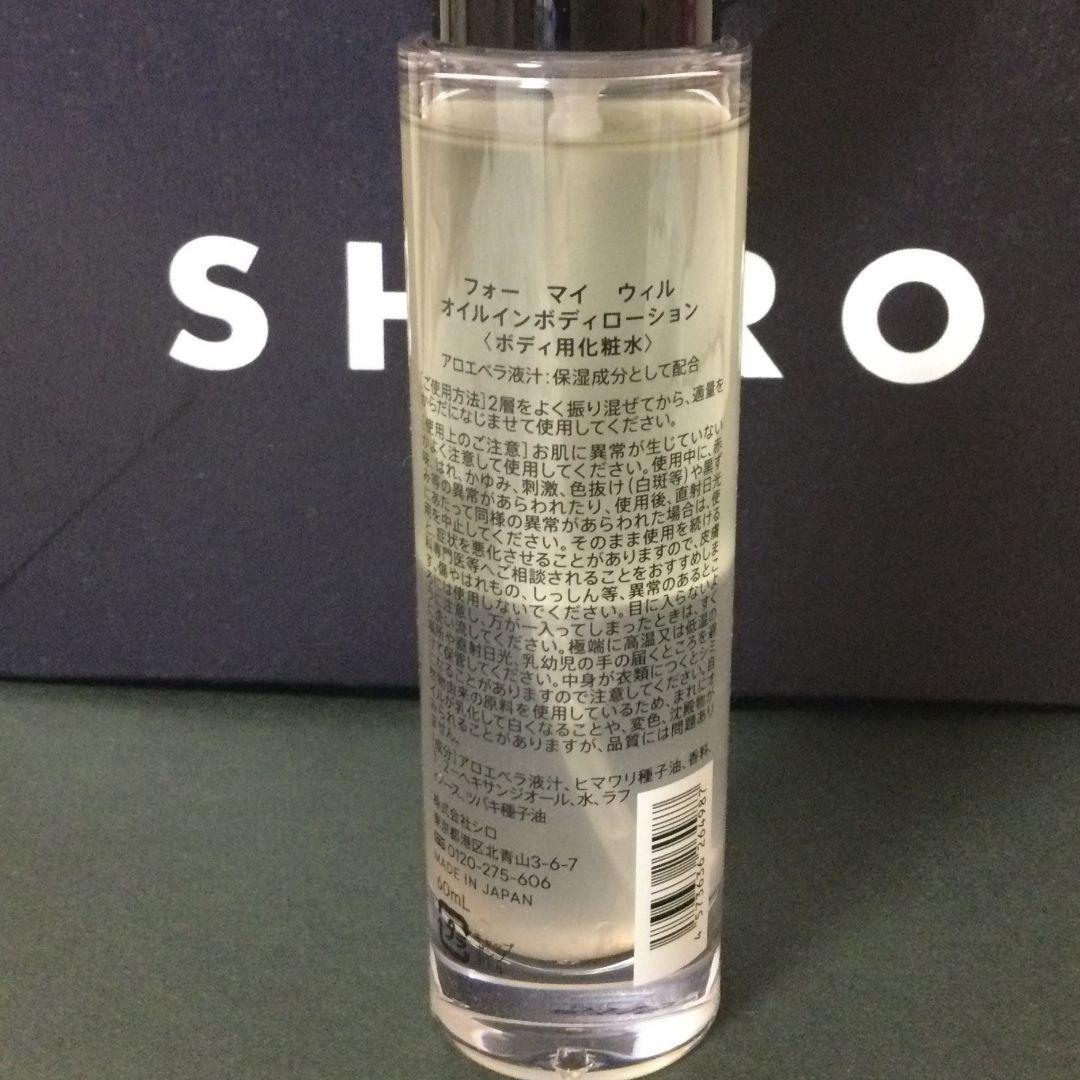 SH RO
フォー マイ ウィル
オイルインボディローション
〈ボディ用化粧水〉
アロエベラ液汁:保湿成分として配合
ご使用方法]2層をよく振り混ぜてから、適量を
からだになじませて使用してください。
使用上のご注意]お肌に異常が生じていない
かよく注意して使用してください。使用中に、赤
はれ、かゆみ、刺激、色抜け(白斑等)や黒ず
み等の異常があらわれたり、使用後、直射日光
にあたって同様の異常があらわれた場合は、使
用を中止してください。そのまま使用を続ける
と、症状を悪化させることがありますので、皮膚
科専門医等へご相談されることをおすすめしま
す。傷やはれもの、しっしん等、異常のあるとこ
ろには使用しないでください。目に入らないよ
に注意し、万が一入ってしまったときは、すぐ
に洗い流してください。極端に高温又は低温の
場所や直射日光、乳幼児の手の届くところを避
けて保管してください。中身が衣類につくとシミ
なることがありますので注意してください。自
然物由来の原料を使用しているため、まれにオ
イルが乳化して白くなることや、変色、沈殿物が
みられることがありますが、品質には問題あり
ません。
成分]アロエベラ液汁、ヒマワリ種子油、香料、
ヘキサンジオール、水、ラフ
ース、ツバキ種子油
株式会社シロ
東京都港区北青山3-6-7
0120-275-606
MADE IN JAPAN
60mL
プラ
キャップ
4 573636 264987